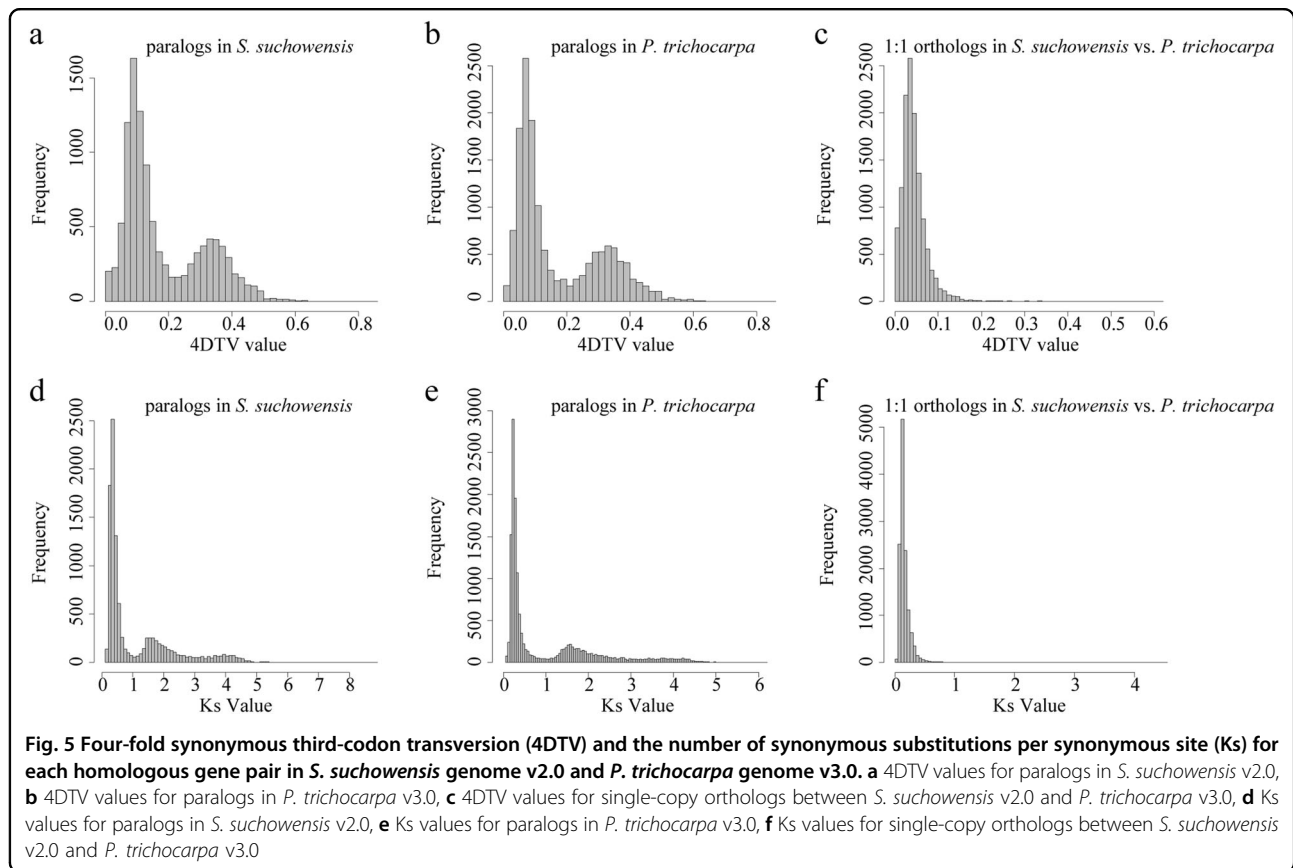 a
paralogs in S. suchowensis
Frequency
0 500 1000 1500
0.0 0.2 0.4 0.6 0.8
4DTV value
b
paralogs in P. trichocarpa
Frequency
0 500 1000 1500 2000 2500
0.0 0.2 0.4 0.6 0.8
4DTV value
c
1:1 orthologs in S. suchowensis vs. P. trichocarpa
Frequency
0 500 1000 1500 2000 2500
0.0 0.1 0.2 0.3 0.4 0.5 0.6
4DTV value
d
paralogs in S. suchowensis
Frequency
0 500 1000 1500 2000 2500
0 1 2 3 4 5 6 7 8
Ks Value
e
paralogs in P. trichocarpa
Frequency
0 500 1000 1500 2000 2500 3000
0 1 2 3 4 5 6
Ks Value
f
1:1 orthologs in S. suchowensis vs. P. trichocarpa
Frequency
0 1000 2000 3000 4000 5000
0 1 2 3 4
Ks Value
Fig. 5 Four-fold synonymous third-codon transversion (4DTV) and the number of synonymous substitutions per synonymous site (Ks) for
each homologous gene pair in S. suchowensis genome v2.0 and P. trichocarpa genome v3.0. a 4DTV values for paralogs in S. suchowensis v2.0,
b 4DTV values for paralogs in P. trichocarpa v3.0, c 4DTV values for single-copy orthologs between S. suchowensis v2.0 and P. trichocarpa v3.0, d Ks
values for paralogs in S. suchowensis v2.0, e Ks values for paralogs in P. trichocarpa v3.0, f Ks values for single-copy orthologs between S. suchowensis
v2.0 and P. trichocarpa v3.0